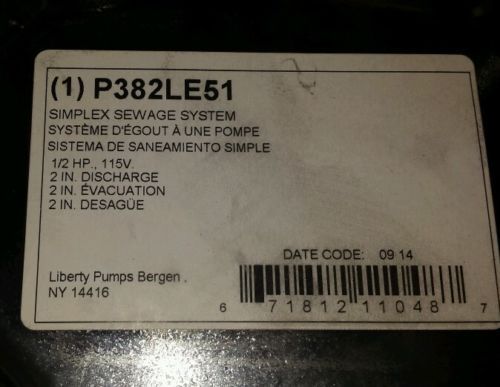 (1) P382LE51
SIMPLEX SEWAGE SYSTEM
SYSTÈME D'ÉGOUT À UNE POMPE
SISTEMA DE SANEAMIENTO SIMPLE
1/2 HP., 115V.
2 IN. DISCHARGE
2 IN. ÉVACUATION
2 IN. DESAGÜE
DATE CODE: 09 14
Liberty Pumps Bergen
NY 14416
6 71812 11048 7